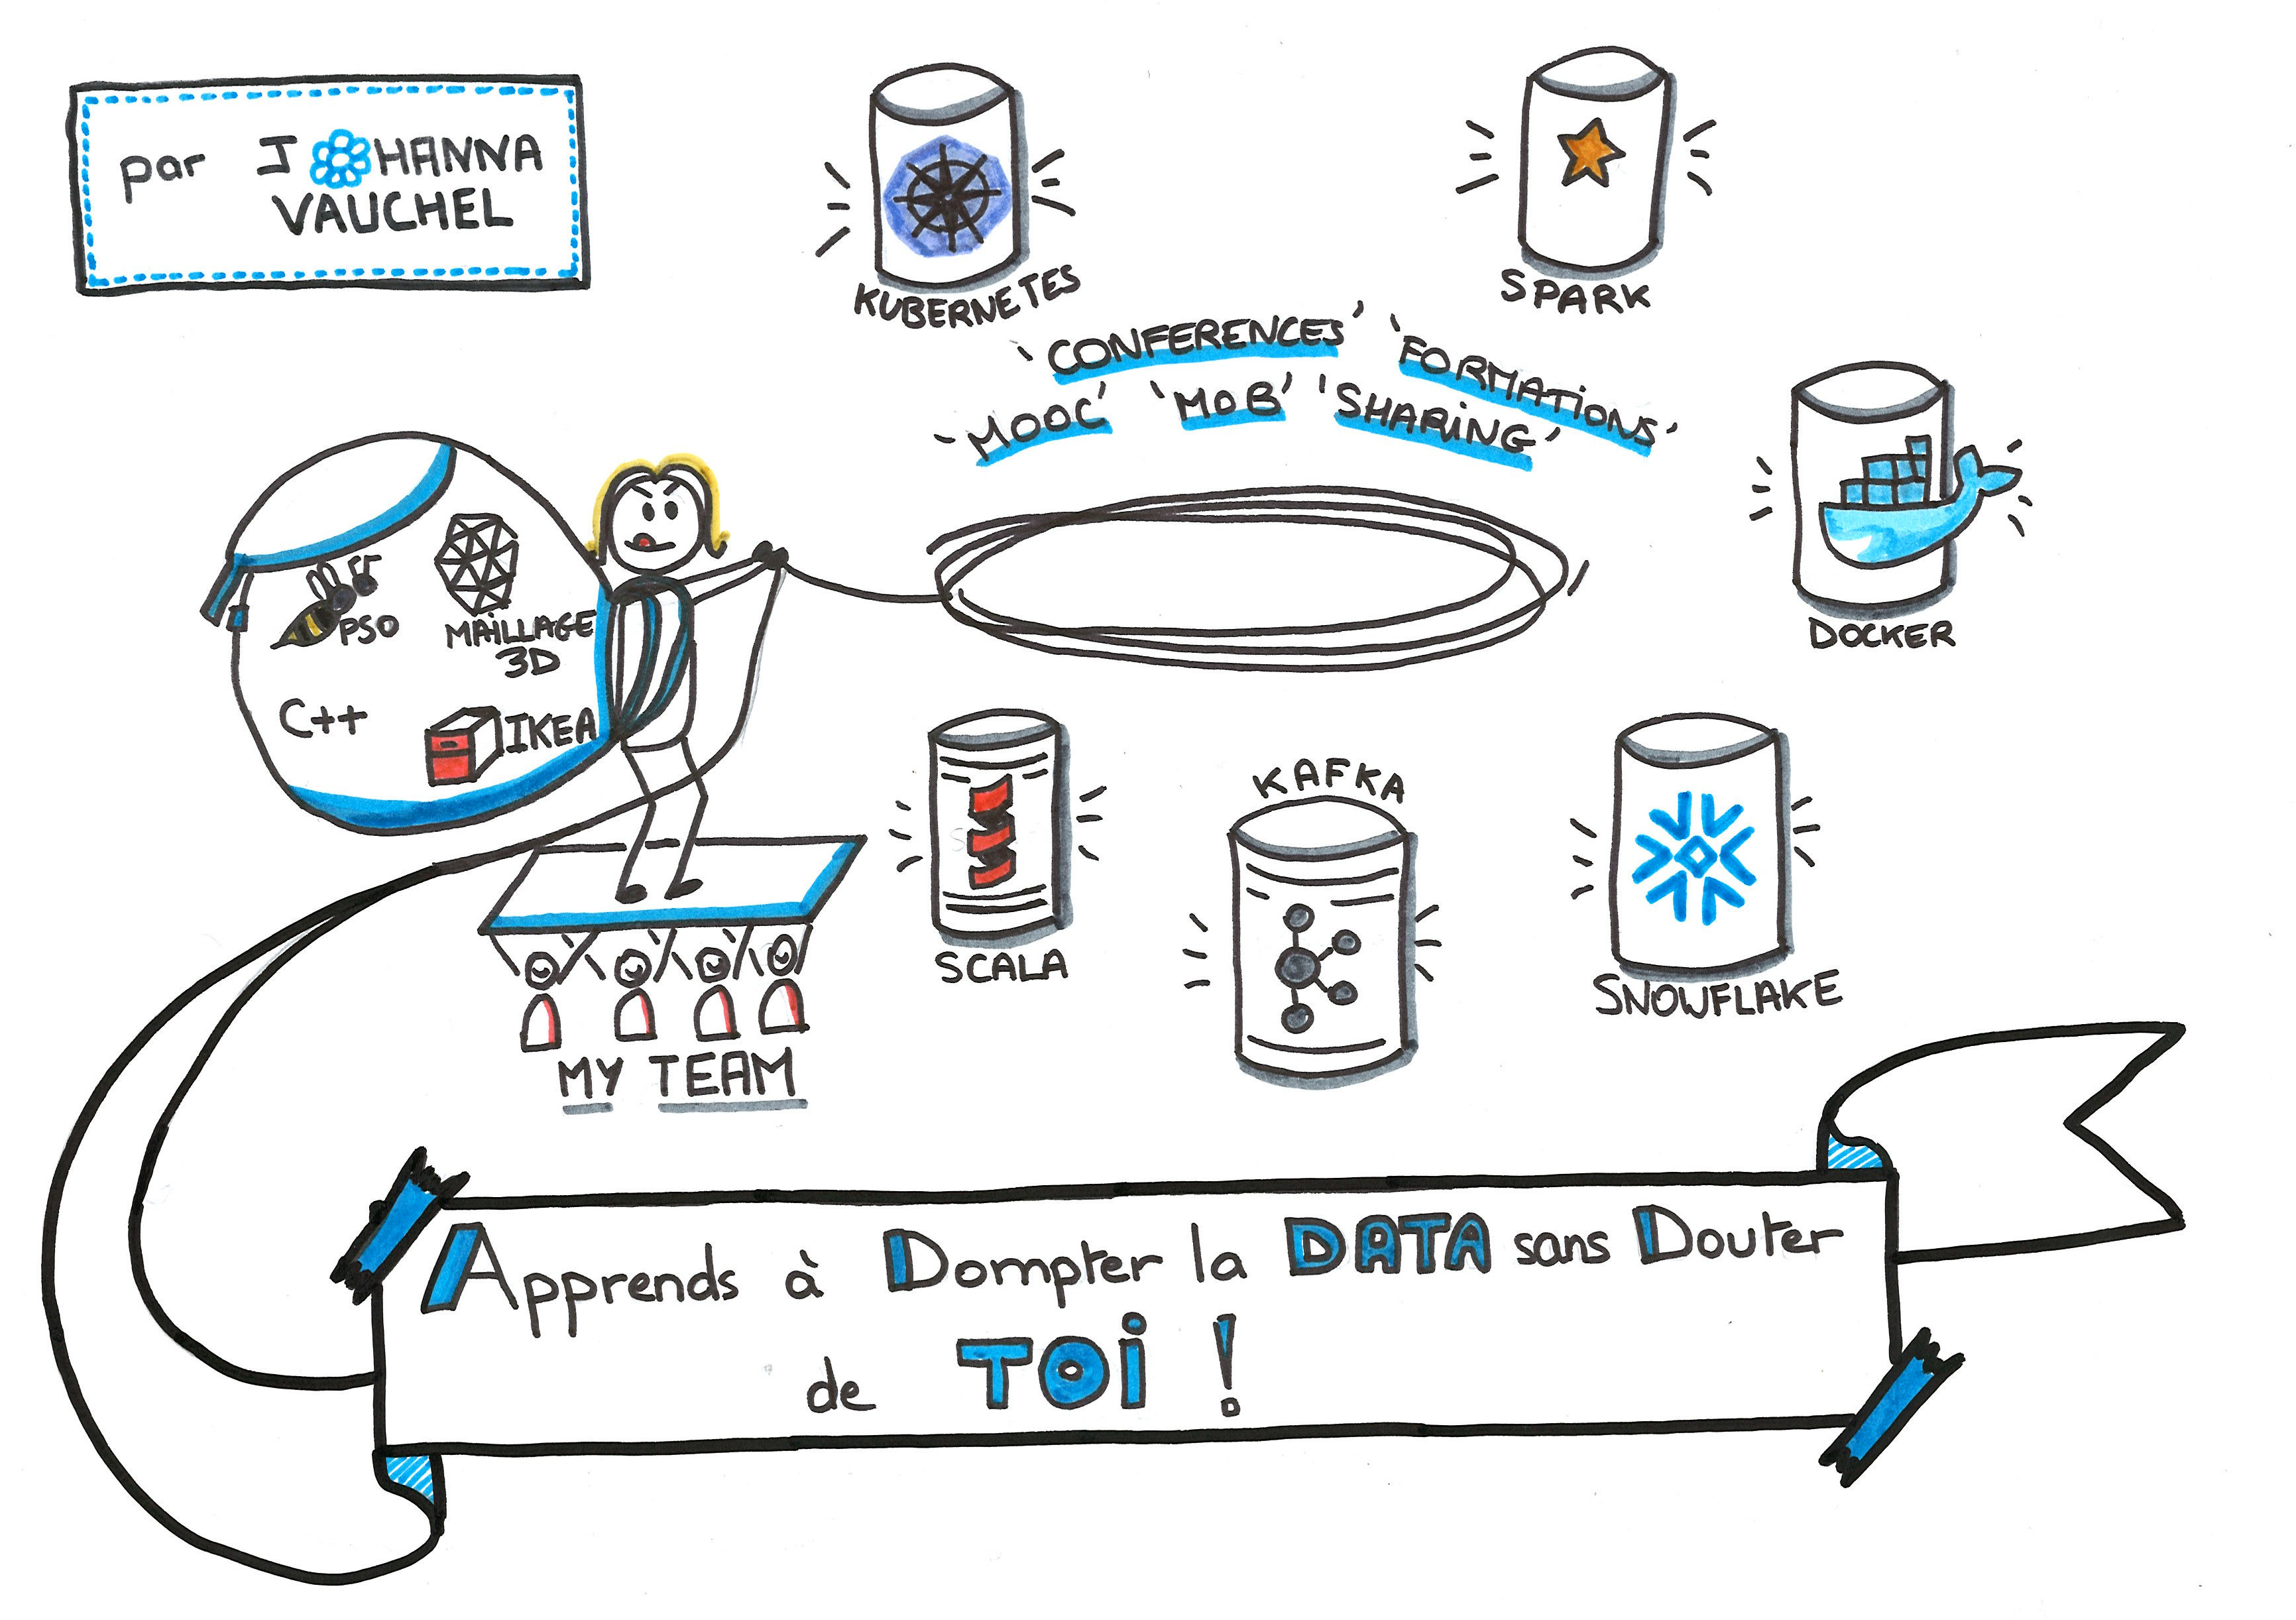 par JOHANNA
VAUCHEL
KUBERNETES
SPARK
'CONFERENCES' 'FORMATIONS'
'MOOC' 'MOB' 'SHARiNG'
DOCKER
PSO
MAiLLAGE
3D
C++
IKEA
SCALA
KAFKA
SNOWFLAKE
MY TEAM
Apprends à Dompter la DATA sans Douter
de TOi !